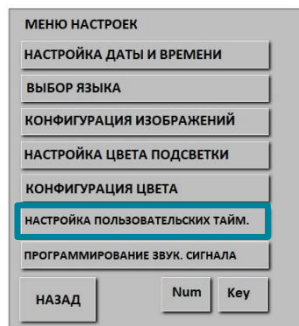 МЕНЮ НАСТРОЕК
НАСТРОЙКА ДАТЫ И ВРЕМЕНИ
ВЫБОР ЯЗЫКА
КОНФИГУРАЦИЯ ИЗОБРАЖЕНИЙ
НАСТРОЙКА ЦВЕТА ПОДСВЕТКИ
КОНФИГУРАЦИЯ ЦВЕТА
НАСТРОЙКА ПОЛЬЗОВАТЕЛЬСКИХ ТАЙМ.
ПРОГРАММИРОВАНИЕ ЗВУК. СИГНАЛА
НАЗАД Num Key